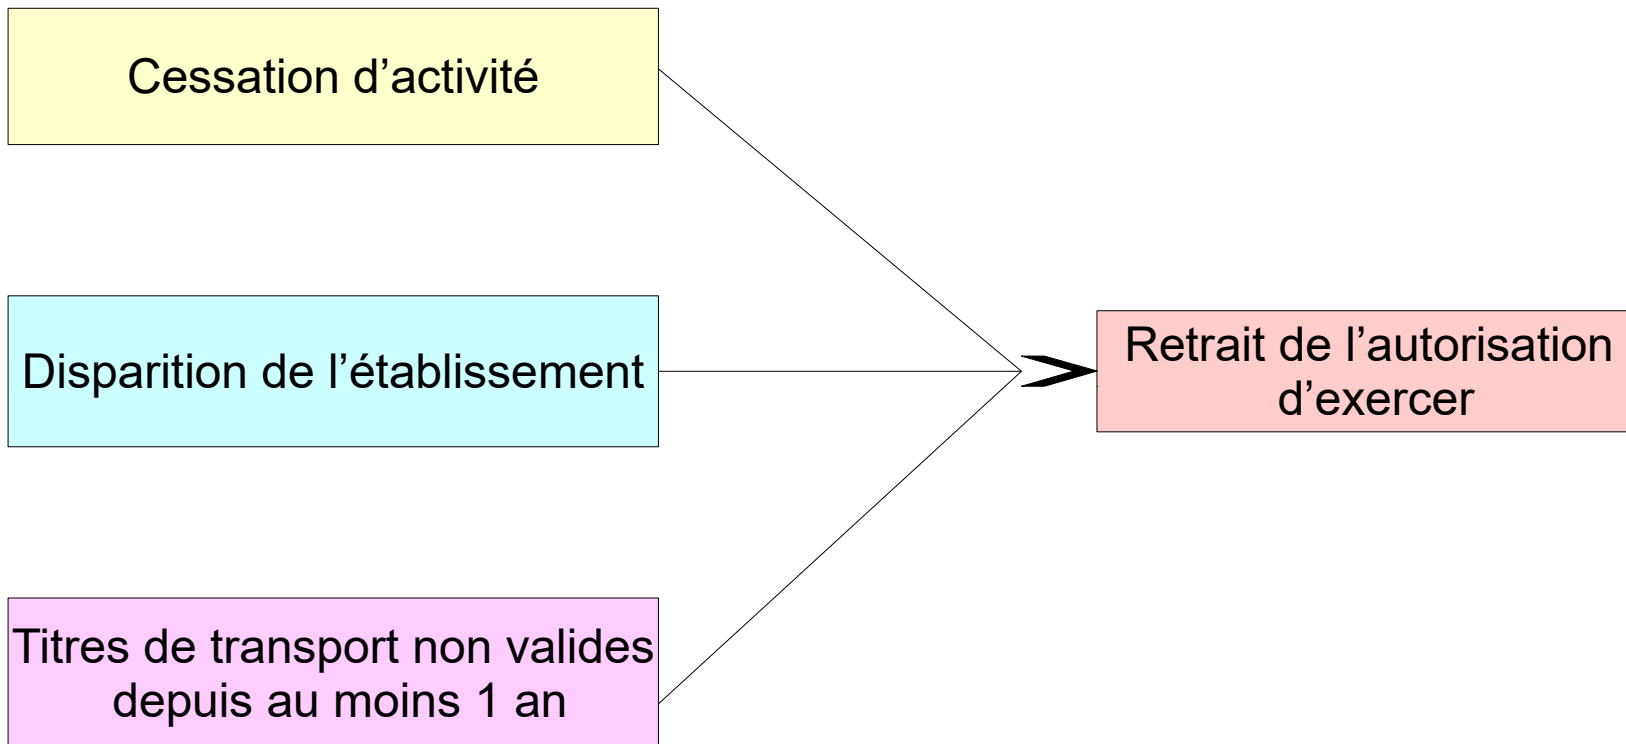 Cessation d’activité
Disparition de l’établissement
Titres de transport non valides
depuis au moins 1 an
Retrait de l’autorisation
d’exercer